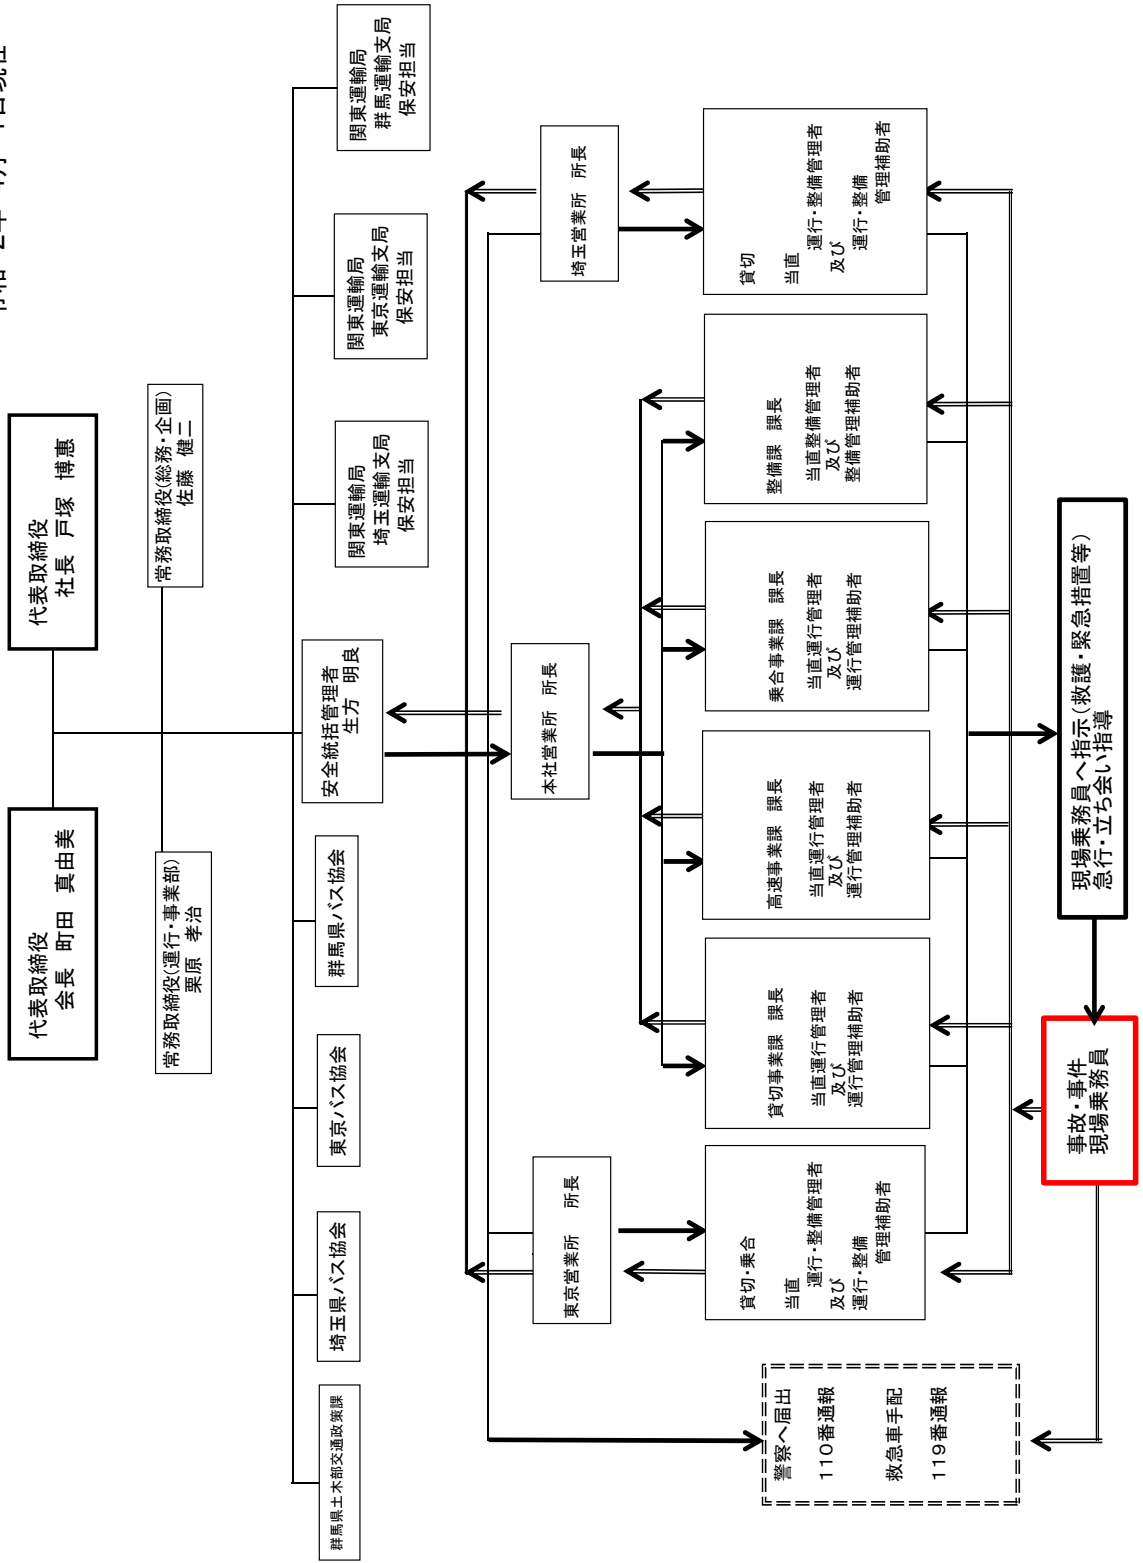 代表取締役
会長　町田　真由美
代表取締役
社長　戸塚　博惠
常務取締役(運行・事業部)
栗原　孝治
常務取締役(総務・企画)
佐藤　健二
群馬県土木部交通政策課
埼玉県バス協会
東京バス協会
群馬県バス協会
安全統括管理者
生方　明良
関東運輸局
埼玉運輸支局
保安担当
関東運輸局
東京運輸支局
保安担当
関東運輸局
群馬運輸支局
保安担当
東京営業所　所長
本社営業所　所長
埼玉営業所　所長
警察へ届出
110番通報
救急車手配
119番通報
貸切・乗合
当直
運行・整備管理者
及び
運行・整備
管理補助者
貸切事業課　課長
当直運行管理者
及び
運行管理補助者
高速事業課　課長
当直運行管理者
及び
運行管理補助者
乗合事業課　課長
当直運行管理者
及び
運行管理補助者
整備課　課長
当直整備管理者
及び
整備管理補助者
貸切
当直
運行・整備管理者
及び
運行・整備
管理補助者
事故・事件
現場乗務員
現場乗務員へ指示(救護・緊急措置等)
急行・立ち会い指導